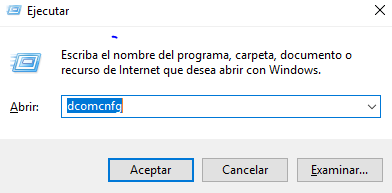 Ejecutar
Escriba el nombre del programa, carpeta, documento o
recurso de Internet que desea abrir con Windows.
Abrir: dcomcnfg
Aceptar Cancelar Examinar...